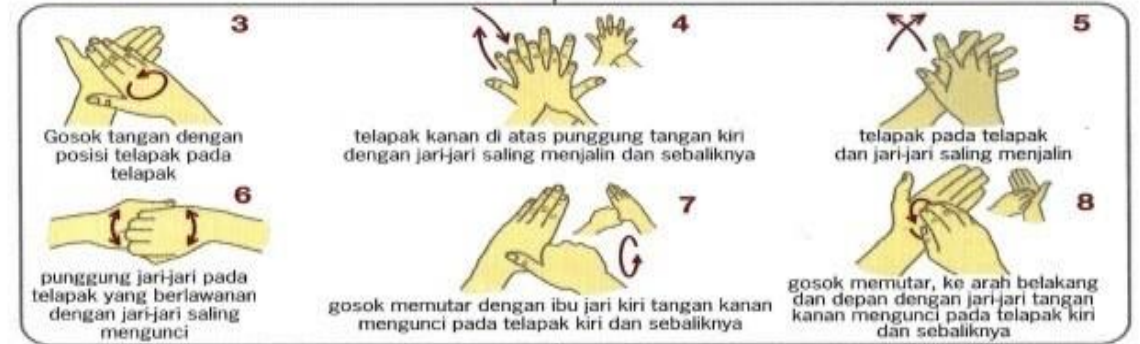 3
Gosok tangan dengan
posisi telapak pada
telapak
4
telapak kanan di atas punggung tangan kiri
dengan jari-jari saling menjalin dan sebaliknya
5
telapak pada telapak
dan jari-jari saling menjalin
6
punggung jari-jari pada
telapak yang berlawanan
dengan jari-jari saling
mengunci
7
gosok memutar dengan ibu jari kiri tangan kanan
mengunci pada telapak kiri dan sebaliknya
8
gosok memutar, ke arah belakang
dan depan dengan jari-jari tangan
kanan mengunci pada telapak kiri
dan sebaliknya